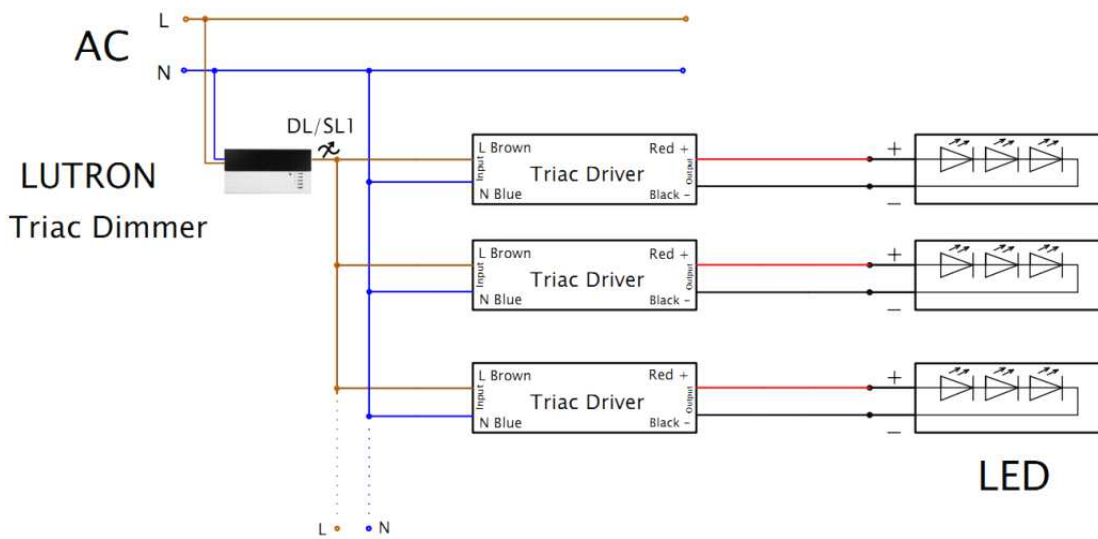 L
AC
N
DL/SL1
LUTRON
Triac Dimmer
L Brown
Red +
Input
Triac Driver
Output
N Blue
Black -
+
−
L Brown
Red +
Input
Triac Driver
Output
N Blue
Black -
+
−
L Brown
Red +
Input
Triac Driver
Output
N Blue
Black -
+
−
LED
L
N